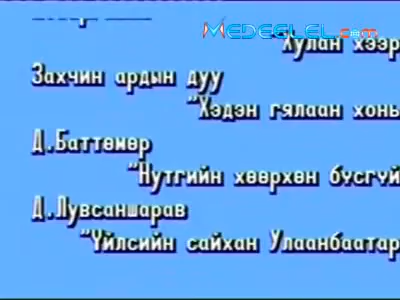 MEDEELEL.com
"Хулан хээр
Захчин ардын дуу
"Хэдэн гялаан хонь
Д.Баттөмөр
"Нутгийн хөөрхөн бүсгүй
Д.Лувсаншарав
"Үйлсийн сайхан Улаанбаатар